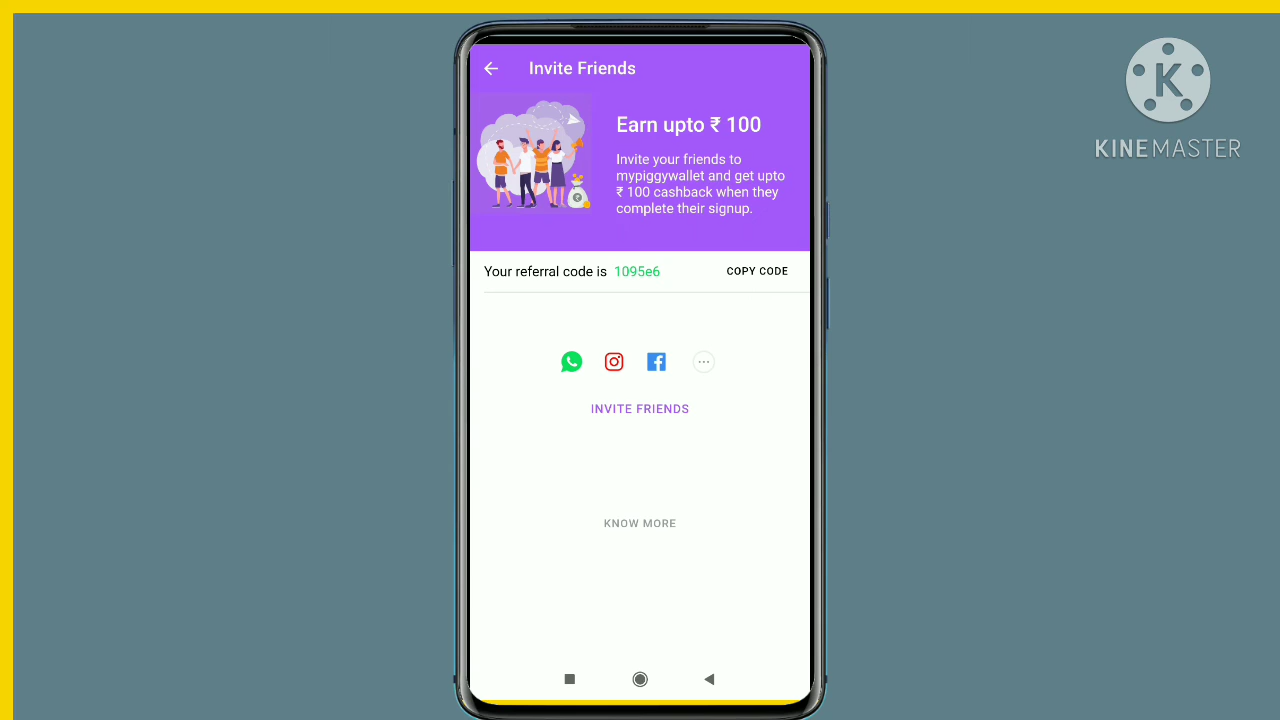 Invite Friends
Earn upto ₹ 100
Invite your friends to
mypiggywallet and get upto
₹ 100 cashback when they
complete their signup.
Your referral code is 1095e6 COPY CODE
INVITE FRIENDS
KNOW MORE
K
KINEMASTER